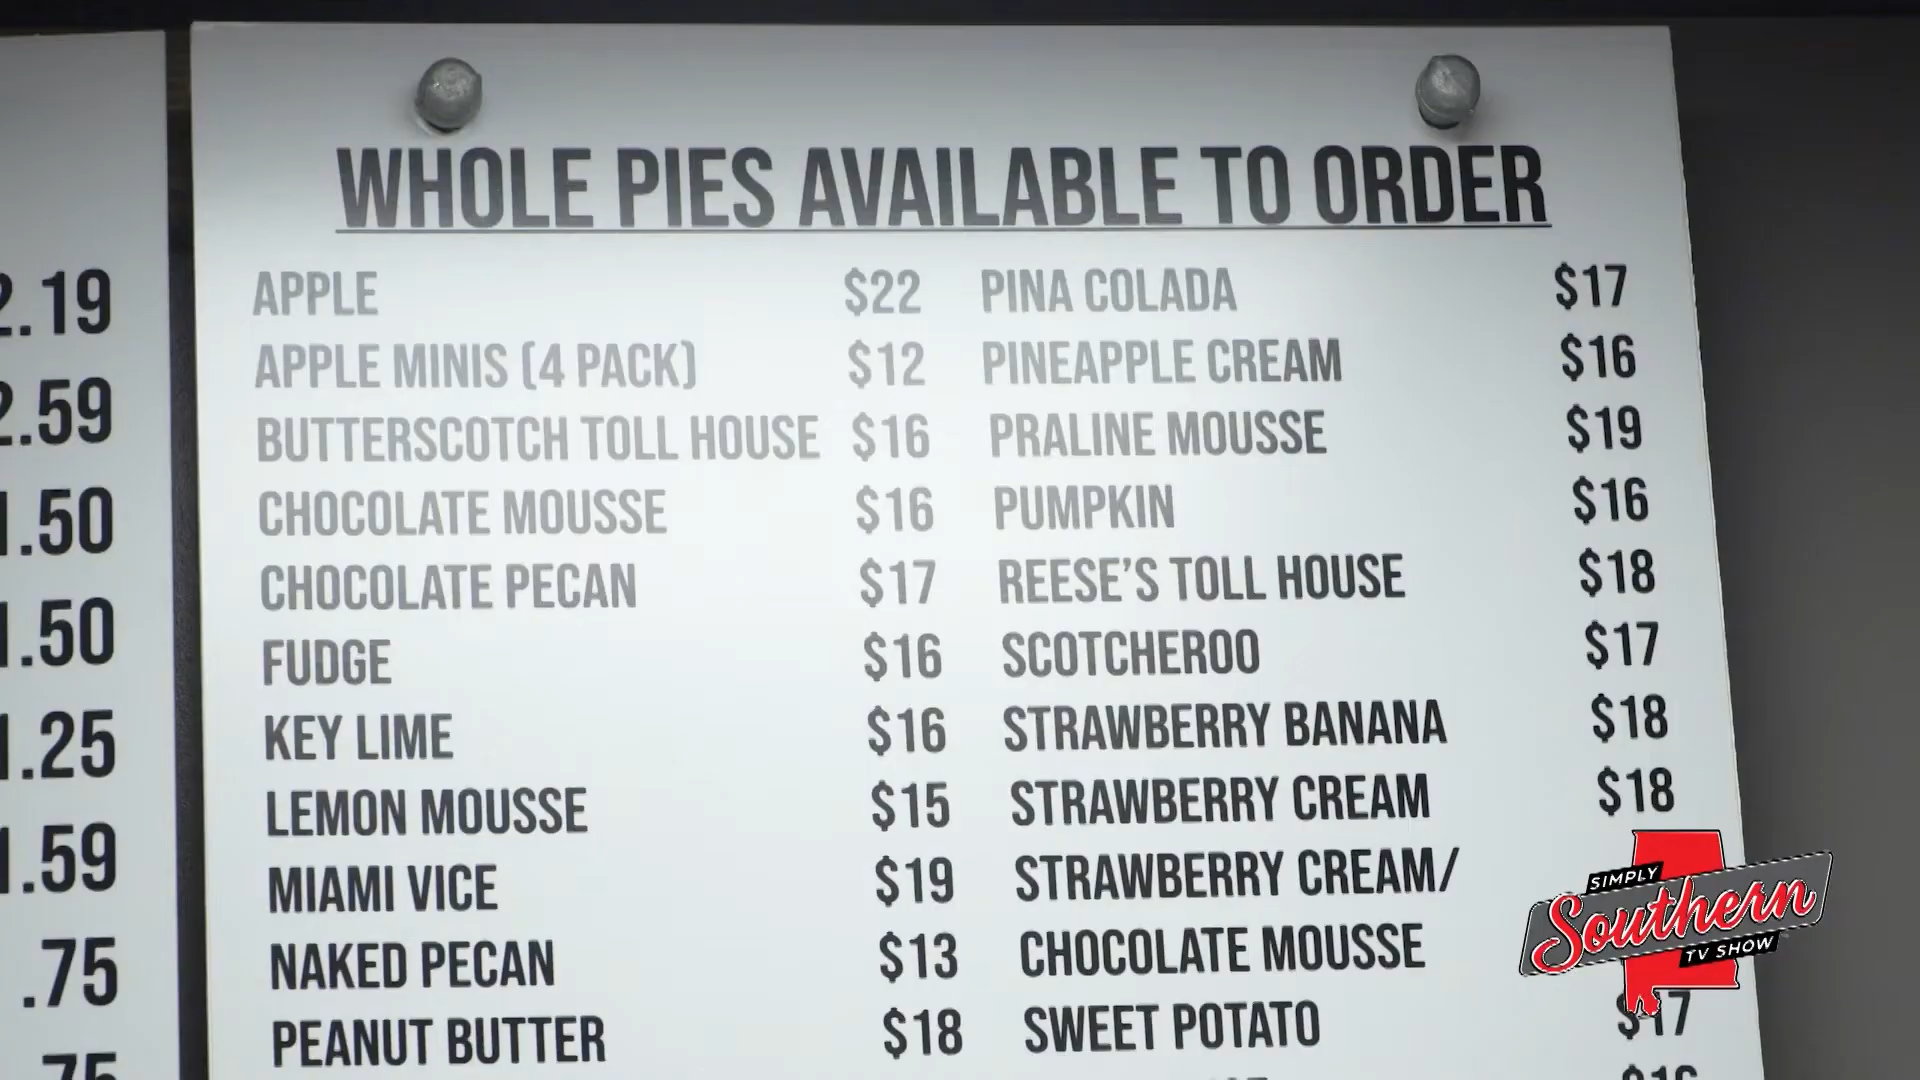 2.19
2.59
1.50
1.50
1.25
1.59
.75
.75
WHOLE PIES AVAILABLE TO ORDER
APPLE $22
APPLE MINIS (4 PACK) $12
BUTTERSCOTCH TOLL HOUSE $16
CHOCOLATE MOUSSE $16
CHOCOLATE PECAN $17
FUDGE $16
KEY LIME $16
LEMON MOUSSE $15
MIAMI VICE $19
NAKED PECAN $13
PEANUT BUTTER $18
PINA COLADA $17
PINEAPPLE CREAM $16
PRALINE MOUSSE $19
PUMPKIN $16
REESE'S TOLL HOUSE $18
SCOTCHEROO $17
STRAWBERRY BANANA $18
STRAWBERRY CREAM $18
STRAWBERRY CREAM/
CHOCOLATE MOUSSE
SWEET POTATO $17
SIMPLY
Southern
TV SHOW